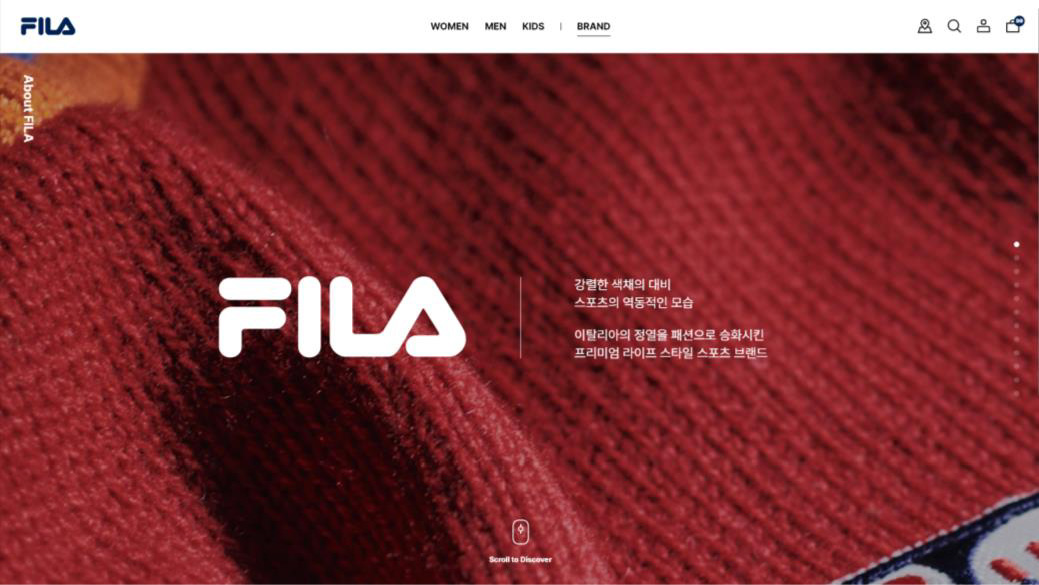 FILA
WOMEN MEN KIDS | BRAND
About FILA
FILA
강렬한 색채의 대비
스포츠의 역동적인 모습
이탈리아의 정열을 패션으로 승화시킨
프리미엄 라이프 스타일 스포츠 브랜드
Scroll to Discover